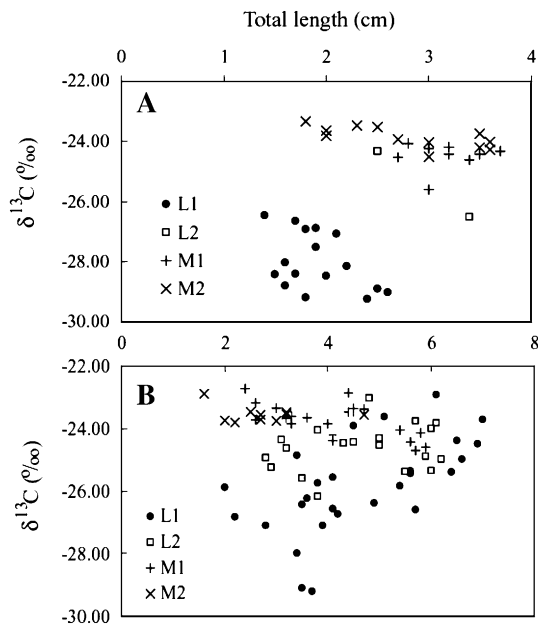 Total length (cm)
0 1 2 3 4
-22.00
A
-24.00
δ13C (‰)
-26.00
L1
L2
M1
-28.00
M2
-30.00
0 2 4 6 8
-22.00
B
-24.00
δ13C (‰)
-26.00
L1
L2
-28.00
M1
M2
-30.00